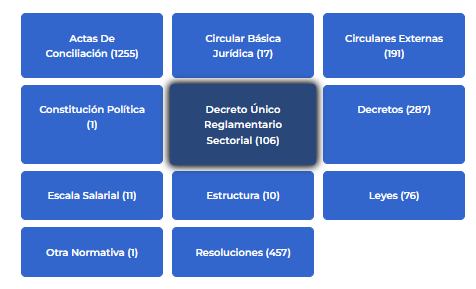 Actas De
Conciliación (1255)
Circular Básica
Jurídica (17)
Circulares Externas
(191)
Constitución Política
(1)
Decreto Único
Reglamentario
Sectorial (106)
Decretos (287)
Escala Salarial (11)
Estructura (10)
Leyes (76)
Otra Normativa (1)
Resoluciones (457)